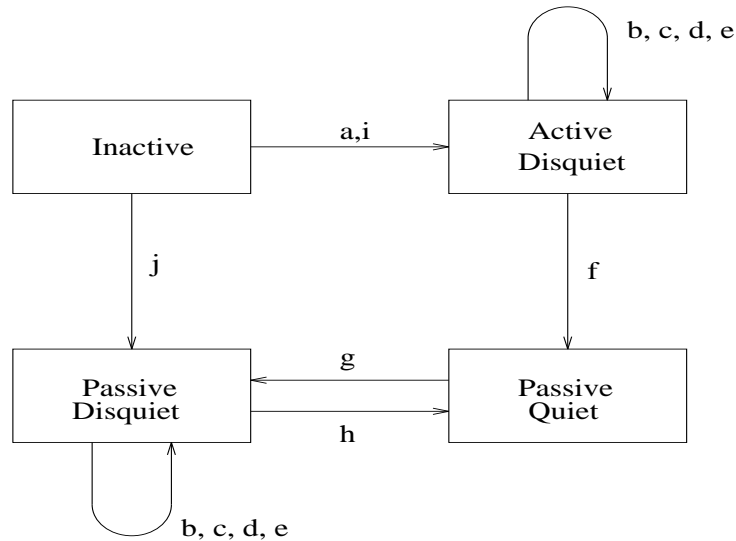 b, c, d, e
Inactive
a,i
Active
Disquiet
j
f
Passive
Disquiet
g
h
Passive
Quiet
b, c, d, e